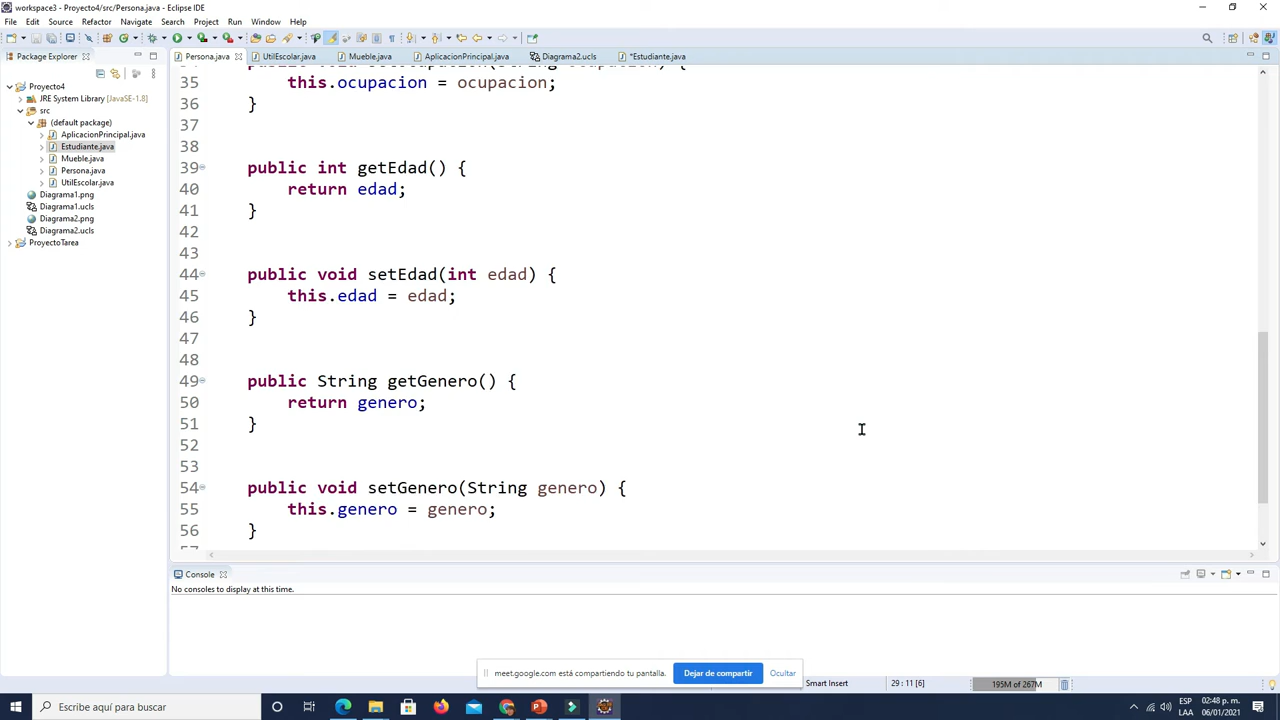 workspace3 - Proyecto4/src/Persona.java - Eclipse IDE
File Edit Source Refactor Navigate Search Project Run Window Help
Package Explorer
Persona.java
UtilEscolar.java
Mueble.java
AplicacionPrincipal.java
Diagrama2.ucls
*Estudiante.java
Proyecto4
JRE System Library [JavaSE-1.8]
src
(default package)
AplicacionPrincipal.java
Estudiante.java
Mueble.java
Persona.java
UtilEscolar.java
Diagrama1.png
Diagrama1.ucls
Diagrama2.png
Diagrama2.ucls
ProyectoTarea
35 this.ocupacion = ocupacion;
36 }
37
38
39 public int getEdad() {
40 return edad;
41 }
42
43
44 public void setEdad(int edad) {
45 this.edad = edad;
46 }
47
48
49 public String getGenero() {
50 return genero;
51 }
52
53
54 public void setGenero(String genero) {
55 this.genero = genero;
56 }
57
Console
No consoles to display at this time.
meet.google.com está compartiendo tu pantalla.
Dejar de compartir
Ocultar
Smart Insert
29 : 11 [6]
195M of 267M
Escribe aquí para buscar
ESP
LAA
02:48 p. m.
06/01/2021